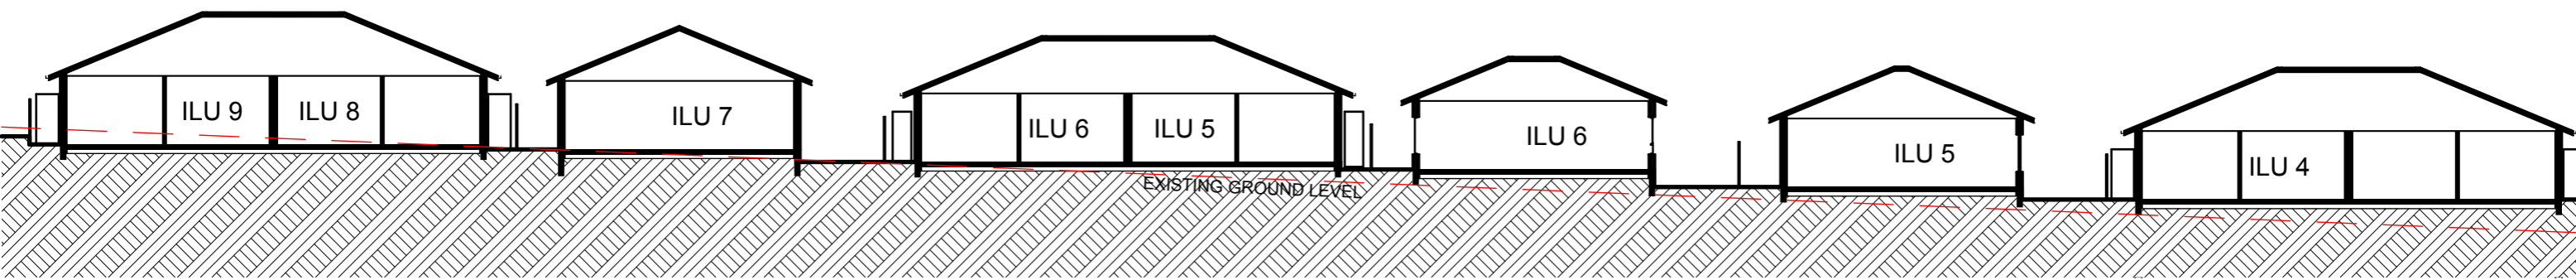 ILU 9
ILU 8
ILU 7
ILU 6
ILU 5
ILU 6
ILU 5
ILU 4
EXISTING GROUND LEVEL